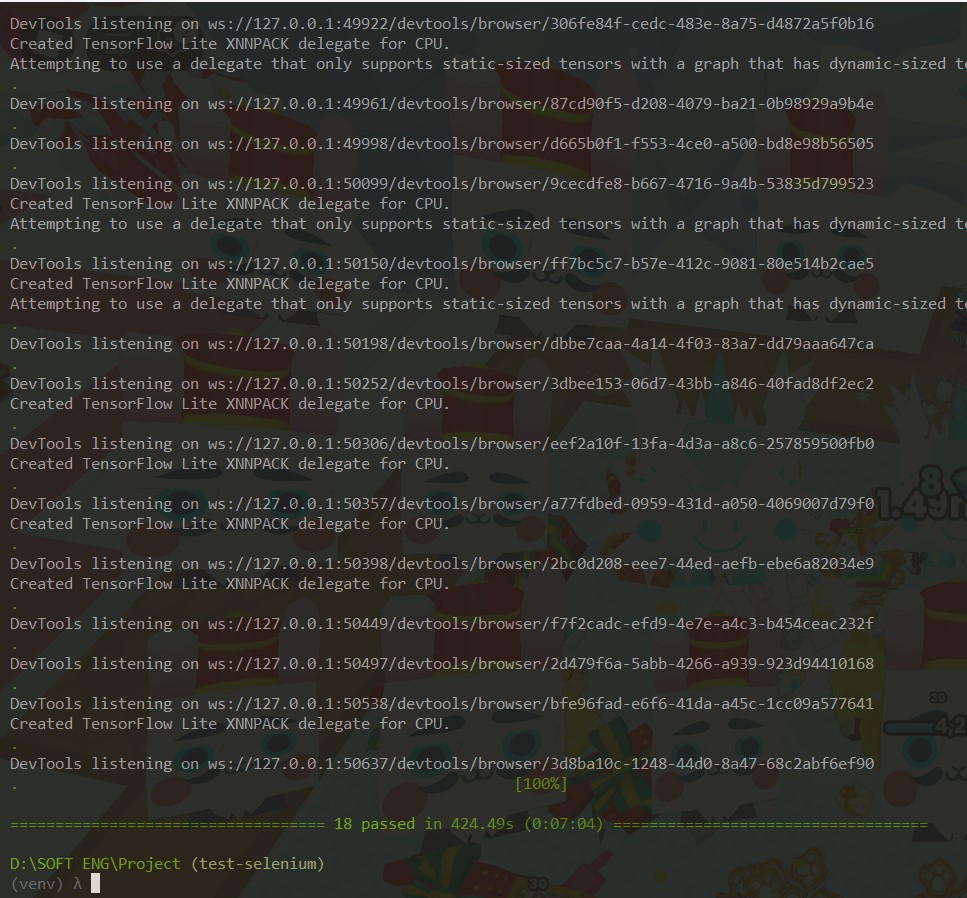 DevTools listening on ws://127.0.0.1:49922/devtools/browser/306fe84f-cedc-483e-8a75-d4872a5f0b16
Created TensorFlow Lite XNNPACK delegate for CPU.
Attempting to use a delegate that only supports static-sized tensors with a graph that has dynamic-sized te
.
DevTools listening on ws://127.0.0.1:49961/devtools/browser/87cd90f5-d208-4079-ba21-0b98929a9b4e
.
DevTools listening on ws://127.0.0.1:49998/devtools/browser/d665b0f1-f553-4ce0-a500-bd8e98b56505
.
DevTools listening on ws://127.0.0.1:50099/devtools/browser/9cecdfe8-b667-4716-9a4b-53835d799523
Created TensorFlow Lite XNNPACK delegate for CPU.
Attempting to use a delegate that only supports static-sized tensors with a graph that has dynamic-sized te
.
DevTools listening on ws://127.0.0.1:50150/devtools/browser/ff7bc5c7-b57e-412c-9081-80e514b2cae5
Created TensorFlow Lite XNNPACK delegate for CPU.
Attempting to use a delegate that only supports static-sized tensors with a graph that has dynamic-sized te
.
DevTools listening on ws://127.0.0.1:50198/devtools/browser/dbbe7caa-4a14-4f03-83a7-dd79aaa647ca
.
DevTools listening on ws://127.0.0.1:50252/devtools/browser/3dbee153-06d7-43bb-a846-40fad8df2ec2
Created TensorFlow Lite XNNPACK delegate for CPU.
.
DevTools listening on ws://127.0.0.1:50306/devtools/browser/eef2a10f-13fa-4d3a-a8c6-257859500fb0
Created TensorFlow Lite XNNPACK delegate for CPU.
.
DevTools listening on ws://127.0.0.1:50357/devtools/browser/a77fdbed-0959-431d-a050-4069007d79f0
Created TensorFlow Lite XNNPACK delegate for CPU.
.
DevTools listening on ws://127.0.0.1:50398/devtools/browser/2bc0d208-eee7-44ed-aefb-ebe6a82034e9
Created TensorFlow Lite XNNPACK delegate for CPU.
.
DevTools listening on ws://127.0.0.1:50449/devtools/browser/f7f2cadc-efd9-4e7e-a4c3-b454ceac232f
.
DevTools listening on ws://127.0.0.1:50497/devtools/browser/2d479f6a-5abb-4266-a939-923d94410168
.
DevTools listening on ws://127.0.0.1:50538/devtools/browser/bfe96fad-e6f6-41da-a45c-1cc09a577641
Created TensorFlow Lite XNNPACK delegate for CPU.
.
DevTools listening on ws://127.0.0.1:50637/devtools/browser/3d8ba10c-1248-44d0-8a47-68c2abf6ef90
. [100%]
=================================== 18 passed in 424.49s (0:07:04) ===================================
D:\SOFT ENG\Project (test-selenium)
(venv) λ